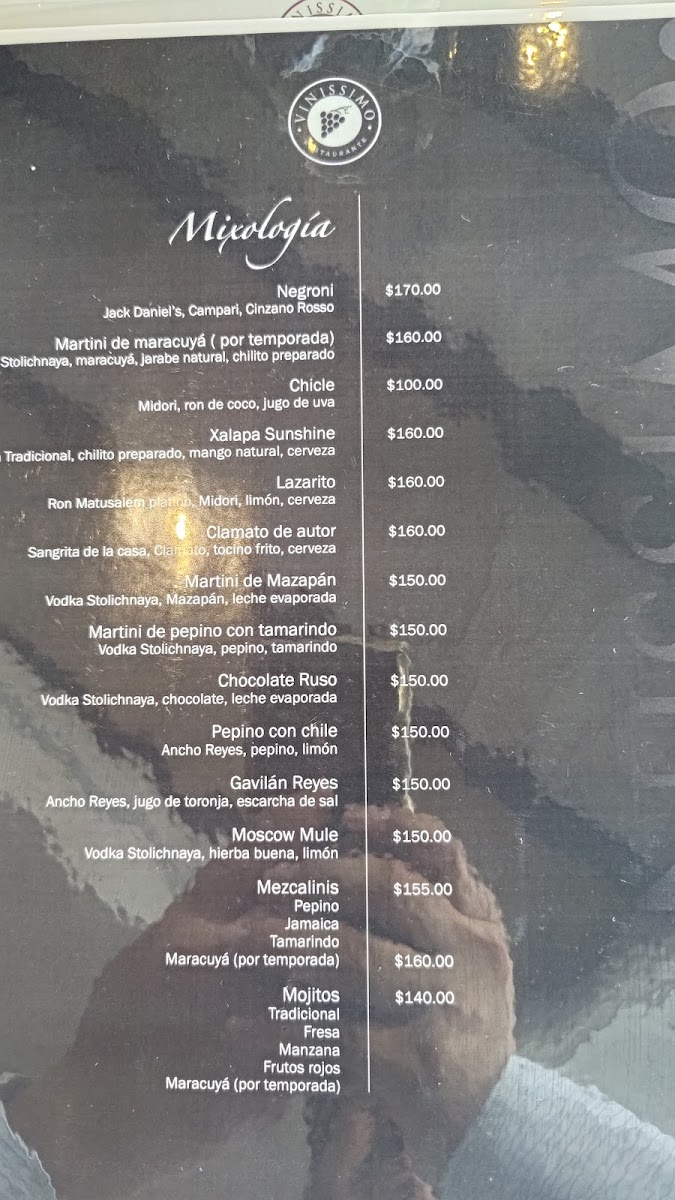 VINISSIMO
RESTAURANTE
Mixología
Negroni $170.00
Jack Daniel's, Campari, Cinzano Rosso
Martini de maracuyá ( por temporada) $160.00
Stolichnaya, maracuyá, jarabe natural, chilito preparado
Chicle $100.00
Midori, ron de coco, jugo de uva
Xalapa Sunshine $160.00
Tradicional, chilito preparado, mango natural, cerveza
Lazarito $160.00
Ron Matusalem platino, Midori, limón, cerveza
Clamato de autor $160.00
Sangrita de la casa, Clamato, tocino frito, cerveza
Martini de Mazapán $150.00
Vodka Stolichnaya, Mazapán, leche evaporada
Martini de pepino con tamarindo $150.00
Vodka Stolichnaya, pepino, tamarindo
Chocolate Ruso $150.00
Vodka Stolichnaya, chocolate, leche evaporada
Pepino con chile $150.00
Ancho Reyes, pepino, limón
Gavilán Reyes $150.00
Ancho Reyes, jugo de toronja, escarcha de sal
Moscow Mule $150.00
Vodka Stolichnaya, hierba buena, limón
Mezcalinis $155.00
Pepino
Jamaica
Tamarindo
Maracuyá (por temporada) $160.00
Mojitos $140.00
Tradicional
Fresa
Manzana
Frutos rojos
Maracuyá (por temporada)